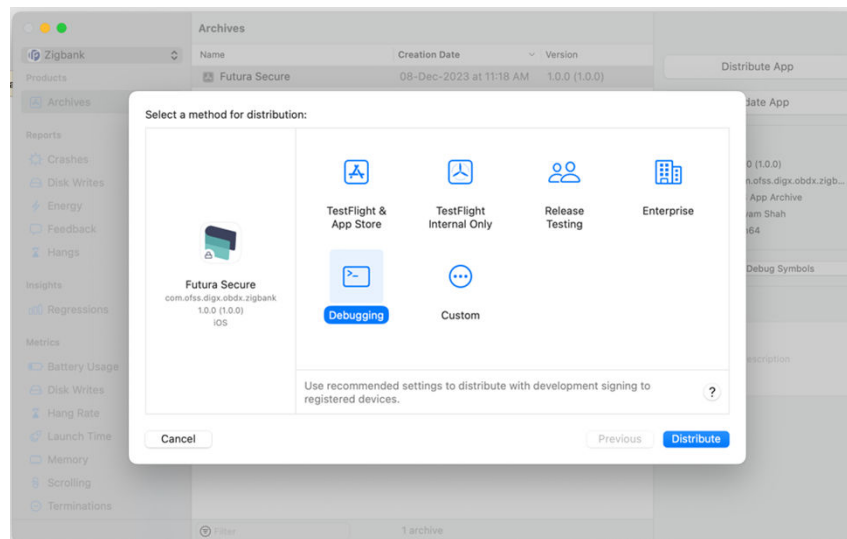 Archives
Zigbank
Name Creation Date Version
Products
Futura Secure 08-Dec-2023 at 11:18 AM 1.0.0 (1.0.0)
Distribute App
Archives
date App
Select a method for distribution:
Reports
Crashes
Disk Writes
Energy
Feedback
Hangs
Insights
Regressions
Metrics
Battery Usage
Disk Writes
Hang Rate
Launch Time
Memory
Scrolling
Terminations
TestFlight &
App Store
TestFlight
Internal Only
Release
Testing
Enterprise
Debugging
Custom
Futura Secure
com.ofss.digx.obdx.zigbank
1.0.0 (1.0.0)
iOS
Use recommended settings to distribute with development signing to
registered devices.
?
Cancel
Previous
Distribute
0 (1.0.0)
n.ofss.digx.obdx.zigb...
App Archive
am Shah
64
Debug Symbols
escription
Filter
1 archive